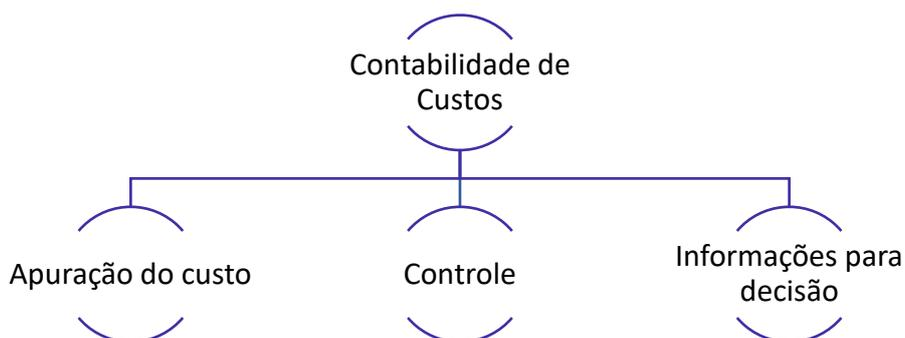 Contabilidade de
Custos
Apuração do custo
Controle
Informações para
decisão